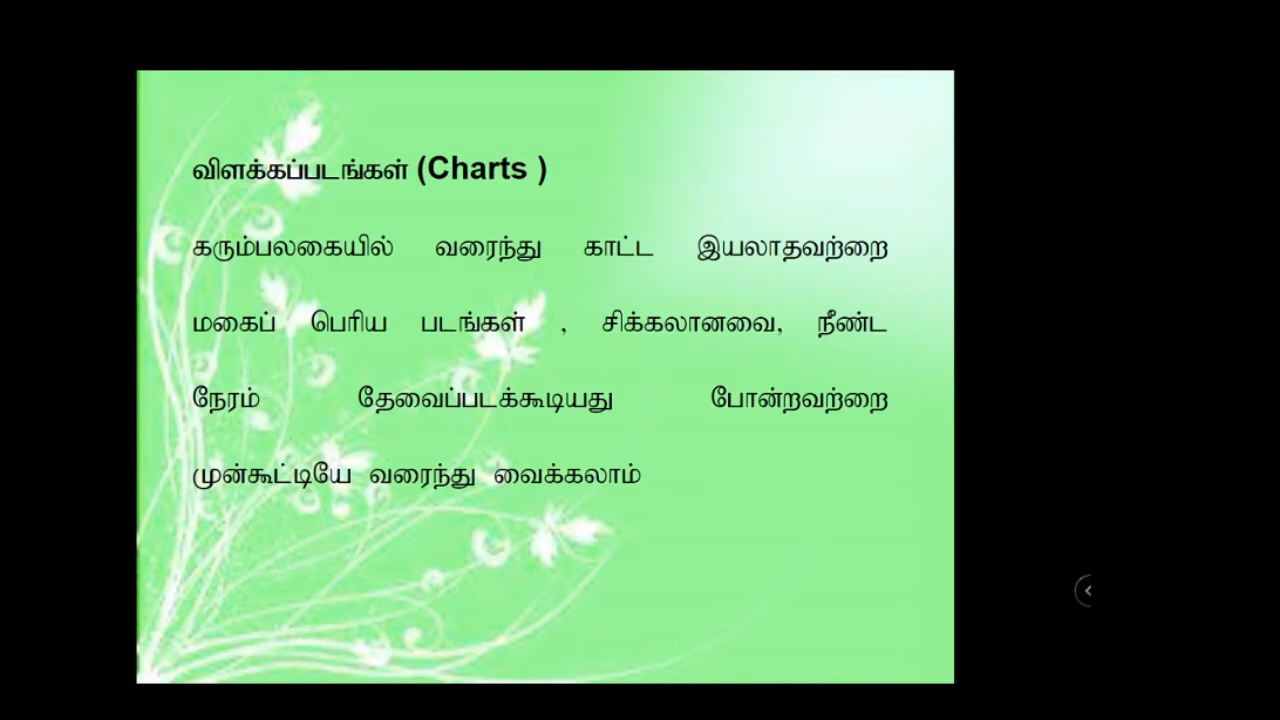 விளக்கப்படங்கள் (Charts )
கரும்பலகையில் வரைந்து காட்ட இயலாதவற்றை
மகைப் பெரிய படங்கள் , சிக்கலானவை, நீண்ட
நேரம் தேவைப்படக்கூடியது போன்றவற்றை
முன்கூட்டியே வரைந்து வைக்கலாம்